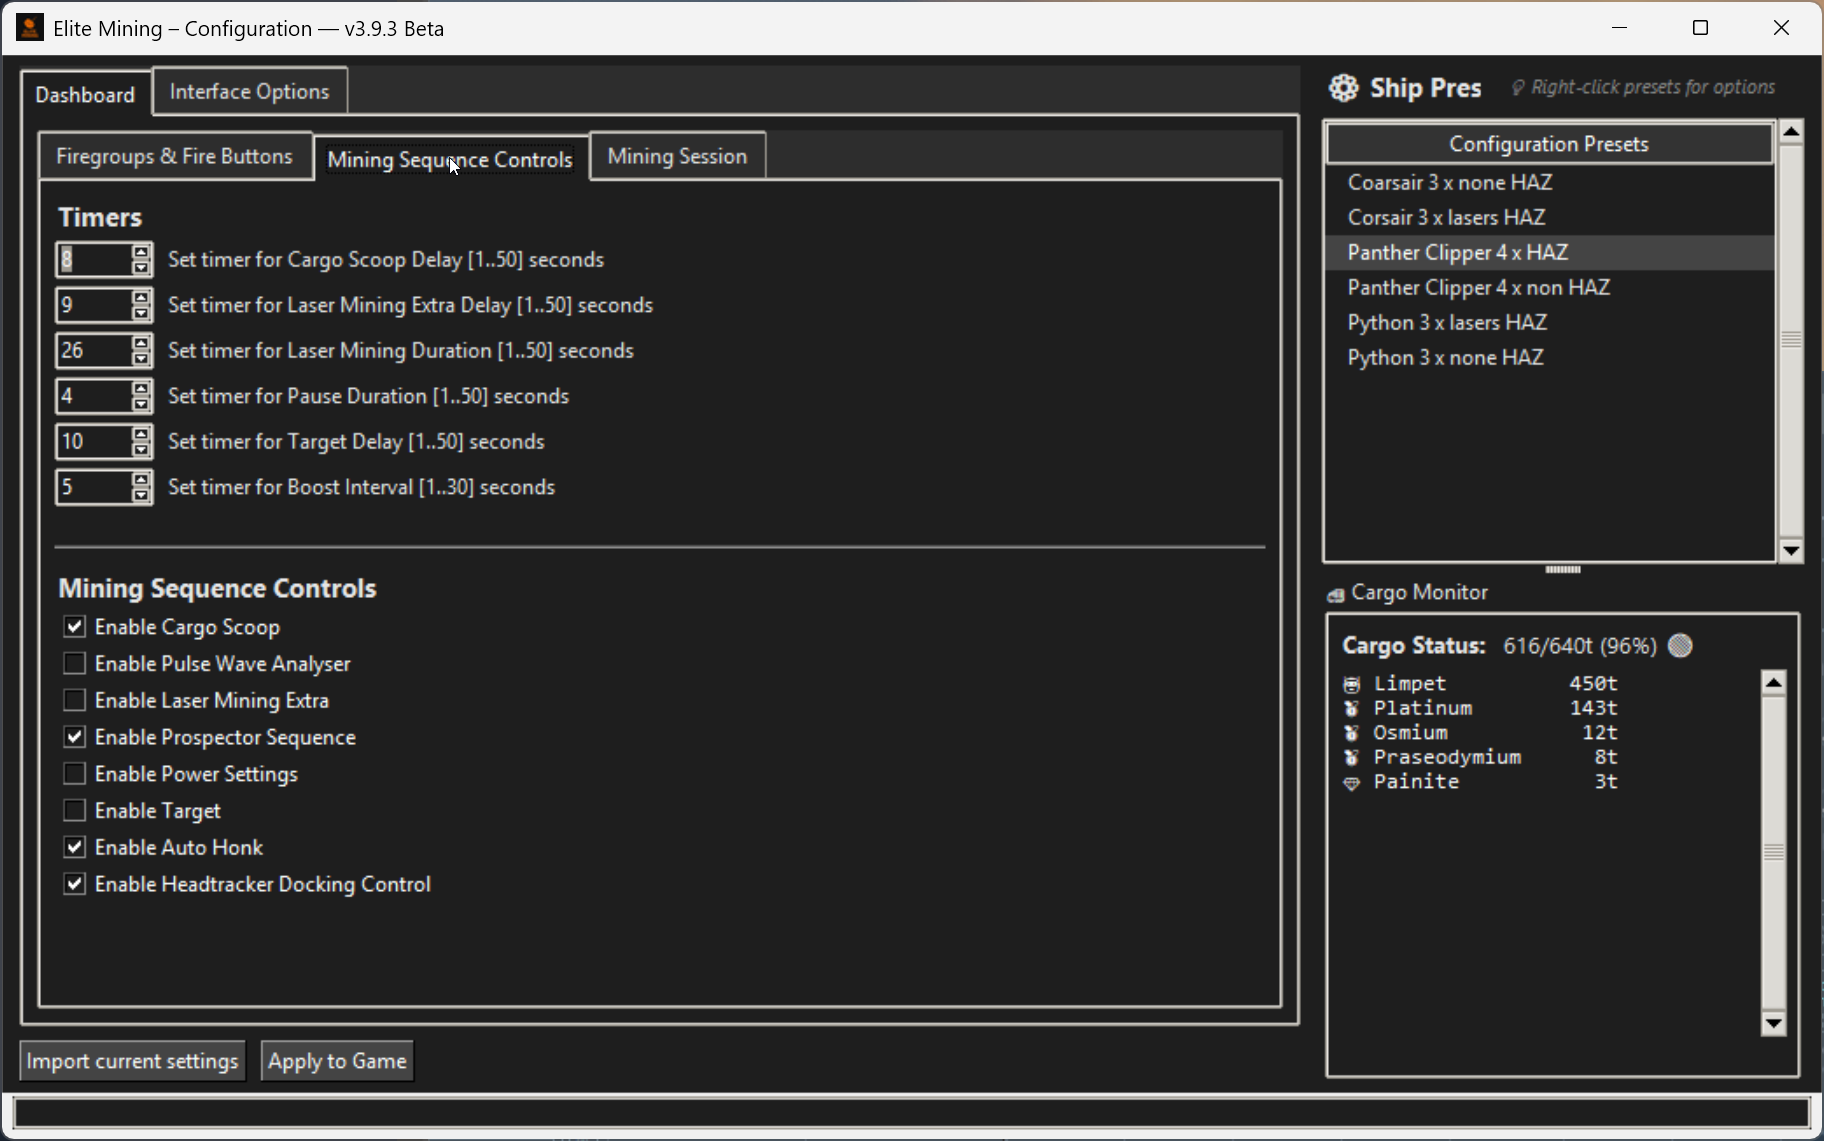 Elite Mining – Configuration — v3.9.3 Beta
Dashboard
Interface Options
Firegroups & Fire Buttons
Mining Sequence Controls
Mining Session
Timers
8 Set timer for Cargo Scoop Delay [1..50] seconds
9 Set timer for Laser Mining Extra Delay [1..50] seconds
26 Set timer for Laser Mining Duration [1..50] seconds
4 Set timer for Pause Duration [1..50] seconds
10 Set timer for Target Delay [1..50] seconds
5 Set timer for Boost Interval [1..30] seconds
Mining Sequence Controls
Enable Cargo Scoop
Enable Pulse Wave Analyser
Enable Laser Mining Extra
Enable Prospector Sequence
Enable Power Settings
Enable Target
Enable Auto Honk
Enable Headtracker Docking Control
Import current settings
Apply to Game
Ship Pres
Right-click presets for options
Configuration Presets
Coarsair 3 x none HAZ
Corsair 3 x lasers HAZ
Panther Clipper 4 x HAZ
Panther Clipper 4 x non HAZ
Python 3 x lasers HAZ
Python 3 x none HAZ
Cargo Monitor
Cargo Status: 616/640t (96%)
Limpet 450t
Platinum 143t
Osmium 12t
Praseodymium 8t
Painite 3t